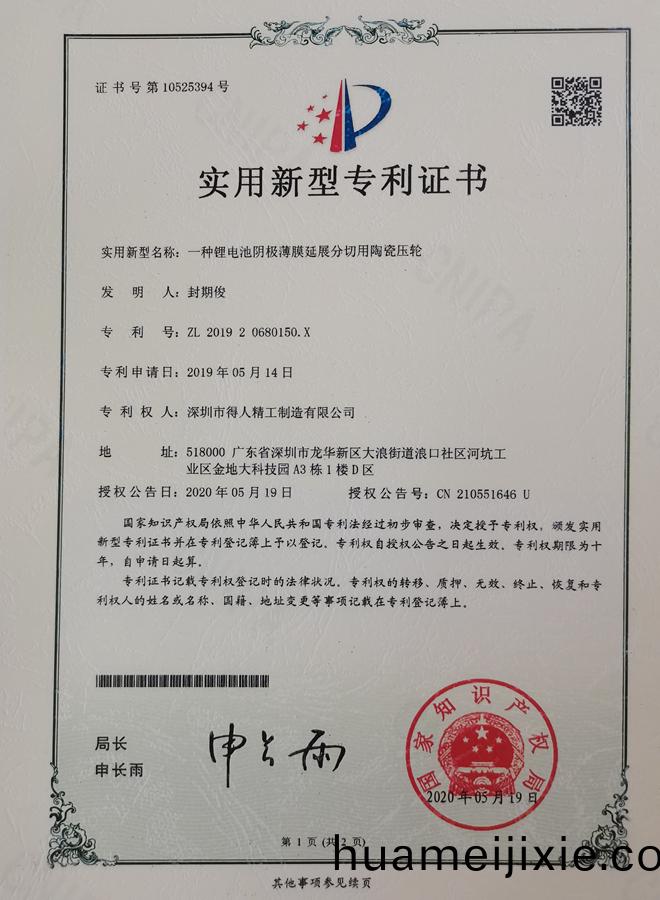 证书号第10525394号
实用新型专利证书
实用新型名称：一种锂电池阴极薄膜延展分切用陶瓷压轮
发明人：封期俊
专利号：ZL 2019 2 0680150.X
专利申请日：2019年05月14日
专利权人：深圳市得人精工制造有限公司
地址：518000 广东省深圳市龙华新区大浪街道浪口社区河坑工
业区金地大科技园A3栋1楼D区
授权公告日：2020年05月19日 授权公告号：CN 210551646 U
国家知识产权局依照中华人民共和国专利法经过初步审查，决定授予专利权，颁发实用
新型专利证书并在专利登记簿上予以登记。专利权自授权公告之日起生效。专利权期限为十
年，自申请日起算。
专利证书记载专利权登记时的法律状况。专利权的转移、质押、无效、终止、恢复和专
利权人的姓名或名称、国籍、地址变更等事项记载在专利登记簿上。
局长
申长雨
申长雨
国家知识产权局
2020年05月19日
第 1 页 (共 2 页)
huameijixie.co
其他事项参见续页
CNIPA